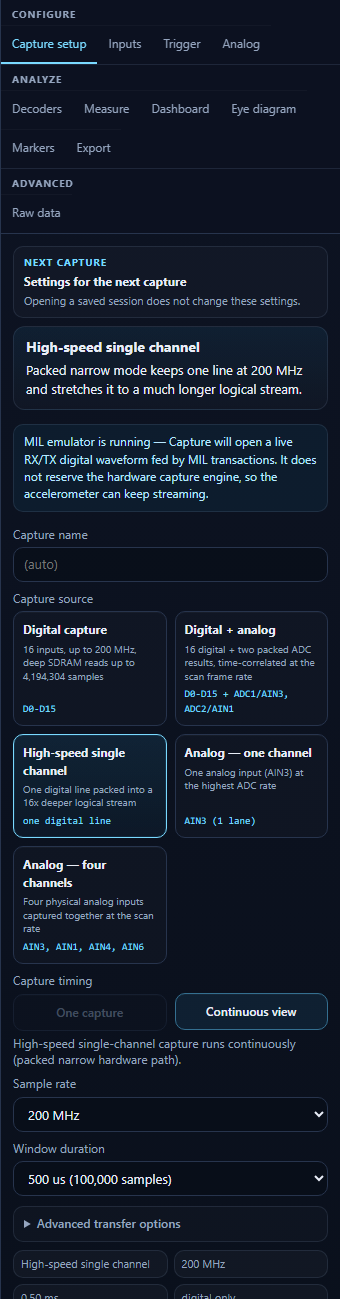 CONFIGURE
Capture setup Inputs Trigger Analog
ANALYZE
Decoders Measure Dashboard Eye diagram
Markers Export
ADVANCED
Raw data
NEXT CAPTURE
Settings for the next capture
Opening a saved session does not change these settings.
High-speed single channel
Packed narrow mode keeps one line at 200 MHz
and stretches it to a much longer logical stream.
MIL emulator is running — Capture will open a live
RX/TX digital waveform fed by MIL transactions. It does
not reserve the hardware capture engine, so the
accelerometer can keep streaming.
Capture name
(auto)
Capture source
Digital capture
16 inputs, up to 200 MHz,
deep SDRAM reads up to
4,194,304 samples
D0-D15
Digital + analog
16 digital + two packed ADC
results, time-correlated at the
scan frame rate
D0-D15 + ADC1/AIN3,
ADC2/AIN1
High-speed single
channel
One digital line packed into a
16x deeper logical stream
one digital line
Analog — one channel
One analog input (AIN3) at
the highest ADC rate
AIN3 (1 lane)
Analog — four
channels
Four physical analog inputs
captured together at the scan
rate
AIN3, AIN1, AIN4, AIN6
Capture timing
One capture Continuous view
High-speed single-channel capture runs continuously
(packed narrow hardware path).
Sample rate
200 MHz
Window duration
500 us (100,000 samples)
▶ Advanced transfer options
High-speed single channel 200 MHz
0.50 ms digital only